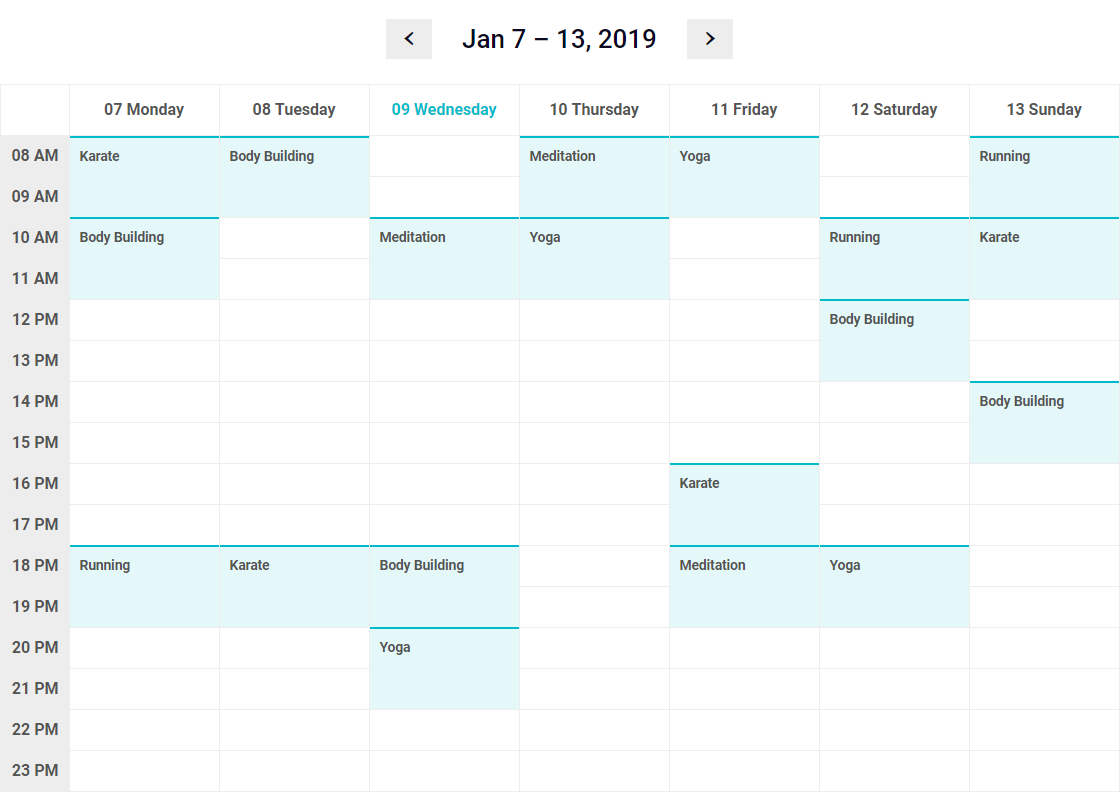 Jan 7 – 13, 2019
07 Monday 08 Tuesday 09 Wednesday 10 Thursday 11 Friday 12 Saturday 13 Sunday
08 AM Karate Body Building Meditation Yoga Running
09 AM
10 AM Body Building Meditation Yoga Running Karate
11 AM
12 PM Body Building
13 PM
14 PM Body Building
15 PM
16 PM Karate
17 PM
18 PM Running Karate Body Building Meditation Yoga
19 PM
20 PM Yoga
21 PM
22 PM
23 PM